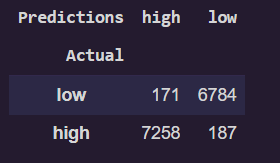 Predictions high low
Actual
low 171 6784
high 7258 187